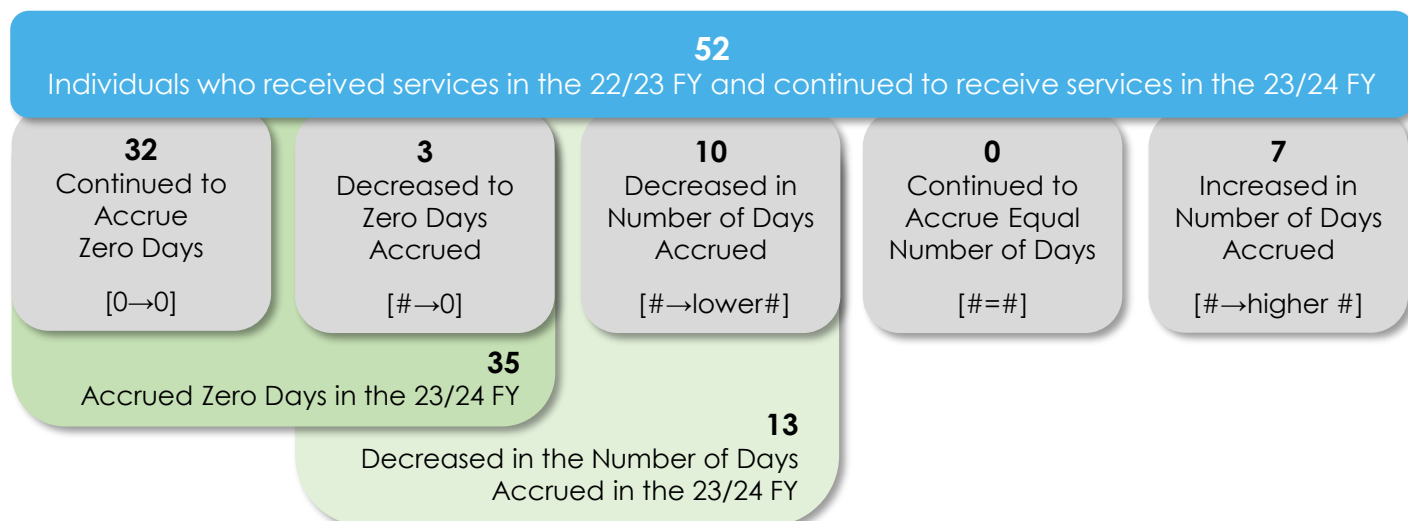 52
Individuals who received services in the 22/23 FY and continued to receive services in the 23/24 FY
32
Continued to
Accrue
Zero Days
[0→0]
3
Decreased to
Zero Days
Accrued
[#→0]
10
Decreased in
Number of Days
Accrued
[#→lower#]
0
Continued to
Accrue Equal
Number of Days
[#=#]
7
Increased in
Number of Days
Accrued
[#→higher #]
35
Accrued Zero Days in the 23/24 FY
13
Decreased in the Number of Days
Accrued in the 23/24 FY